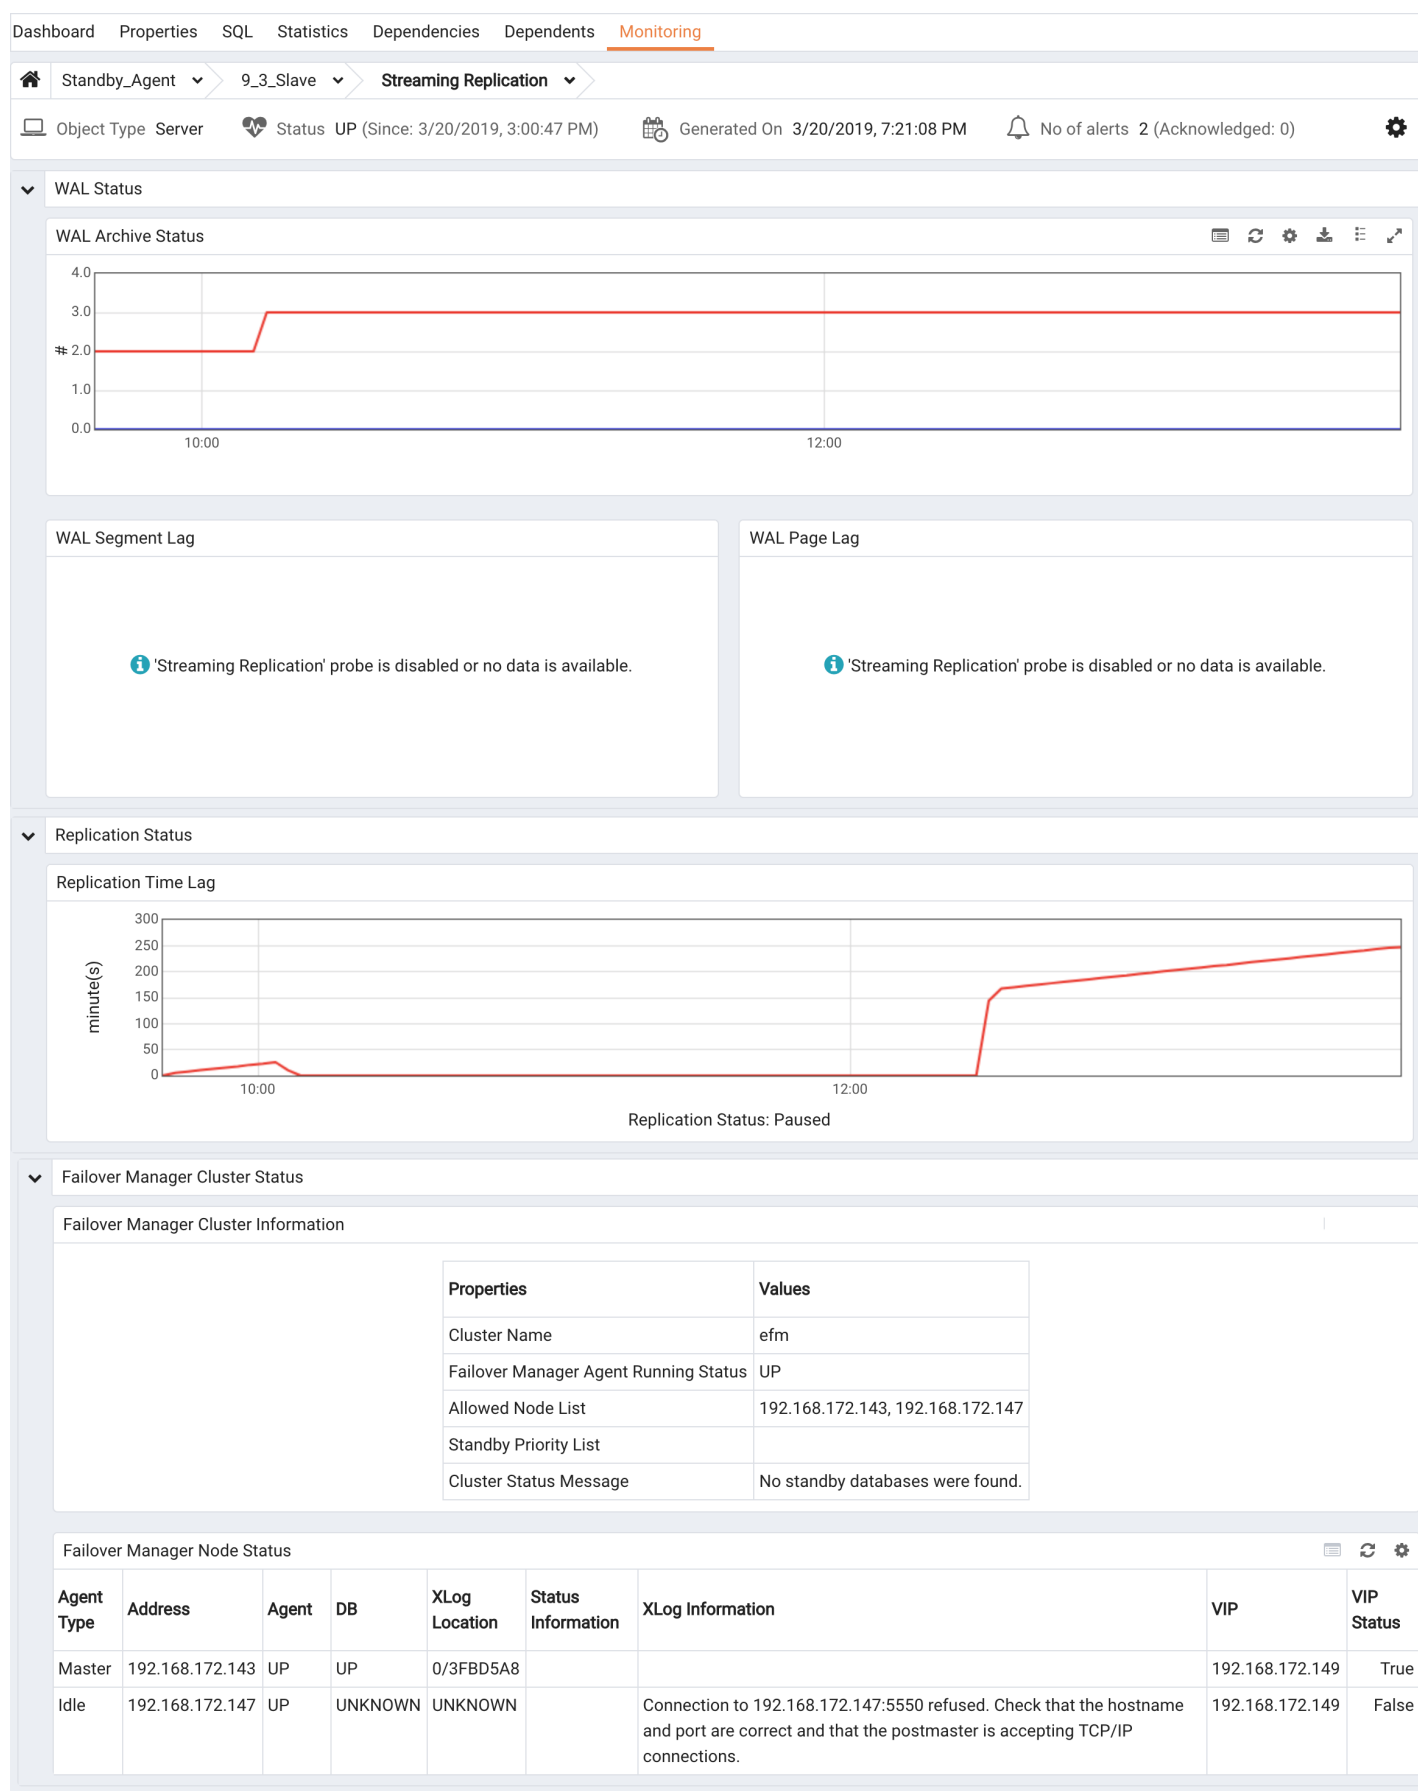 Dashboard Properties SQL Statistics Dependencies Dependents Monitoring
Standby_Agent 9_3_Slave Streaming Replication
Object Type Server Status UP (Since: 3/20/2019, 3:00:47 PM) Generated On 3/20/2019, 7:21:08 PM No of alerts 2 (Acknowledged: 0)
WAL Status
WAL Archive Status
4.0
3.0
# 2.0
1.0
0.0
10:00 12:00
WAL Segment Lag WAL Page Lag
'Streaming Replication' probe is disabled or no data is available. 'Streaming Replication' probe is disabled or no data is available.
Replication Status
Replication Time Lag
minute(s)
300
250
200
150
100
50
0
10:00 12:00
Replication Status: Paused
Failover Manager Cluster Status
Failover Manager Cluster Information
Properties Values
Cluster Name efm
Failover Manager Agent Running Status UP
Allowed Node List 192.168.172.143, 192.168.172.147
Standby Priority List
Cluster Status Message No standby databases were found.
Failover Manager Node Status
Agent Type Address Agent DB XLog Location Status Information XLog Information VIP VIP Status
Master 192.168.172.143 UP UP 0/3FBD5A8 192.168.172.149 True
Idle 192.168.172.147 UP UNKNOWN UNKNOWN Connection to 192.168.172.147:5550 refused. Check that the hostname 192.168.172.149 False
and port are correct and that the postmaster is accepting TCP/IP
connections.